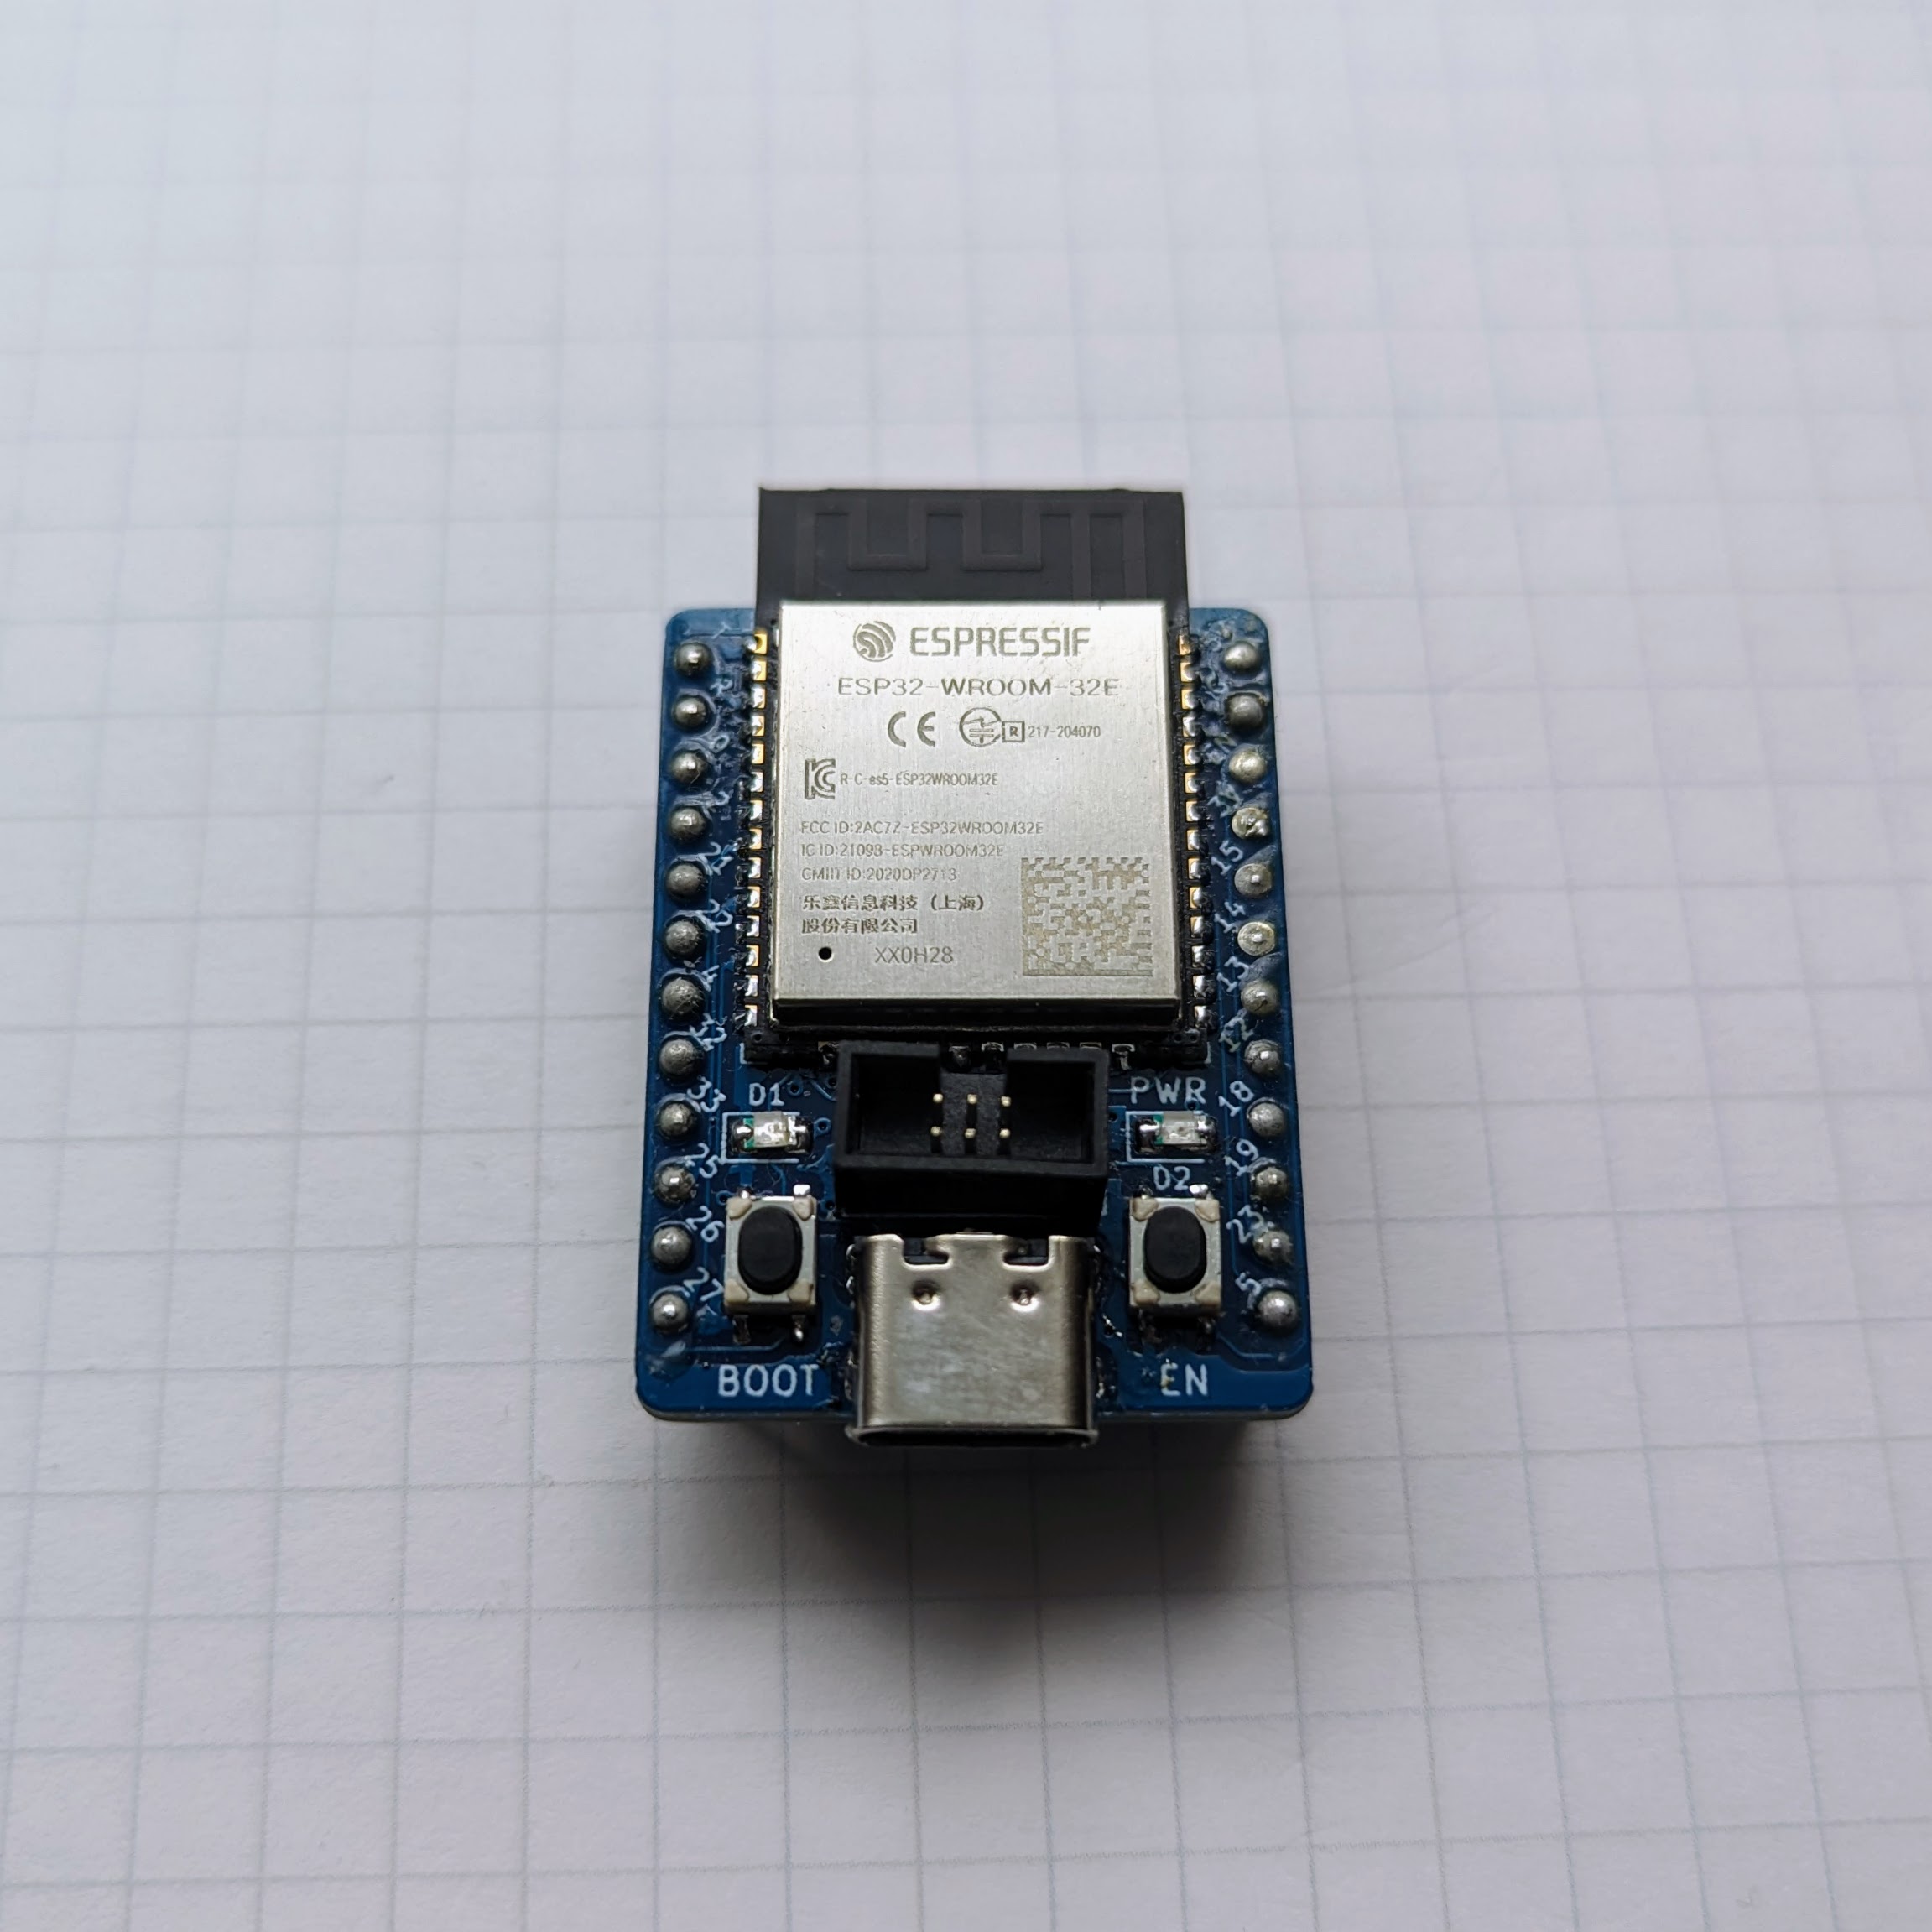 ESPRESSIF
ESP32-WROOM-32E
CE R 217-204070
R-C-es5-ESP32WROOM32E
FCC ID:2AC7Z-ESP32WROOM32E
IC ID:21098-ESPWROOM32E
CMIIT ID:2020DP2713
乐鑫信息科技（上海）
股份有限公司
XX0H28
21
4
32
33
25
26
27
15
14
13
12
18
19
23
5
D1
PWR
D2
BOOT
EN